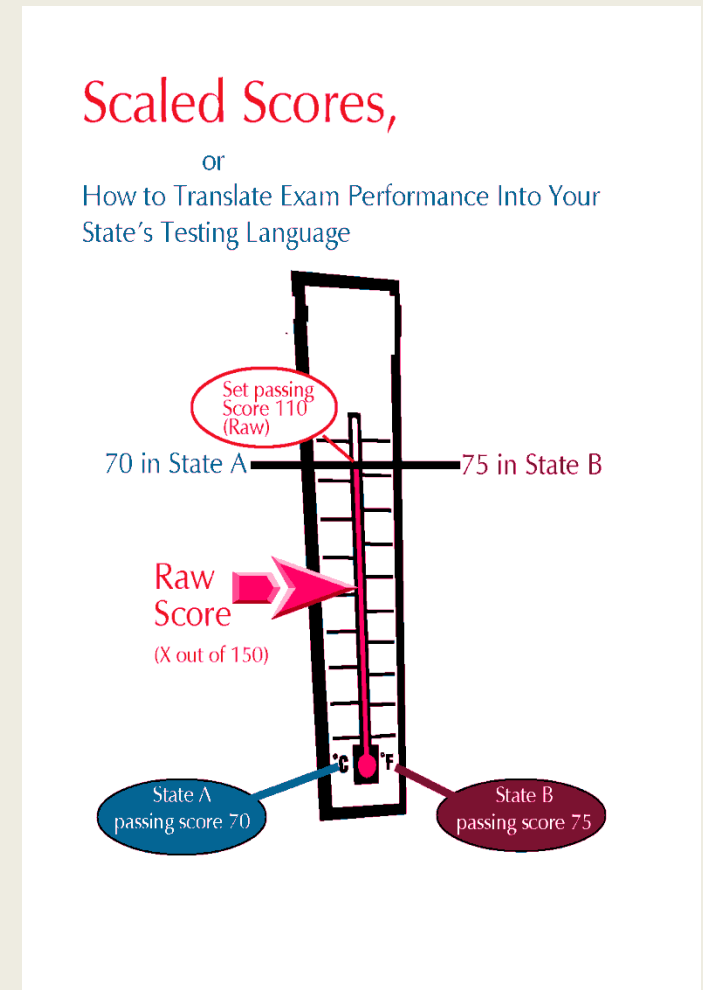 Scaled Scores,
or
How to Translate Exam Performance Into Your
State's Testing Language
Set passing
Score 110
(Raw)
70 in State A
75 in State B
Raw
Score
(X out of 150)
°C
°F
State A
passing score 70
State B
passing score 75